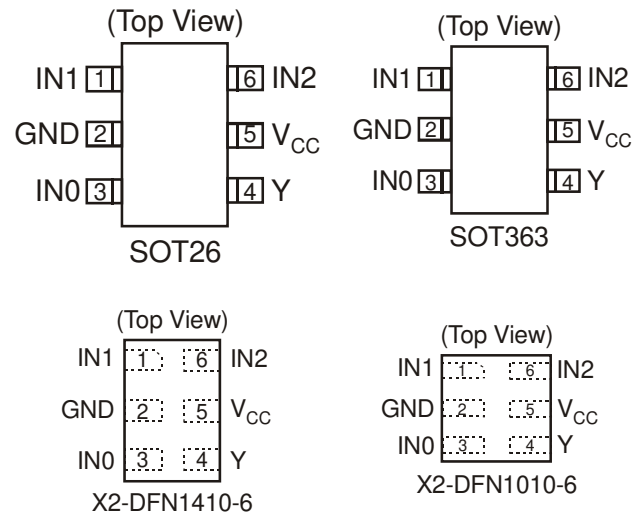 (Top View)
IN1 1 6 IN2
GND 2 5 VCC
IN0 3 4 Y
SOT26
(Top View)
IN1 1 6 IN2
GND 2 5 VCC
IN0 3 4 Y
SOT363
(Top View)
IN1 1 6 IN2
GND 2 5 VCC
IN0 3 4 Y
X2-DFN1410-6
(Top View)
IN1 1 6 IN2
GND 2 5 VCC
IN0 3 4 Y
X2-DFN1010-6